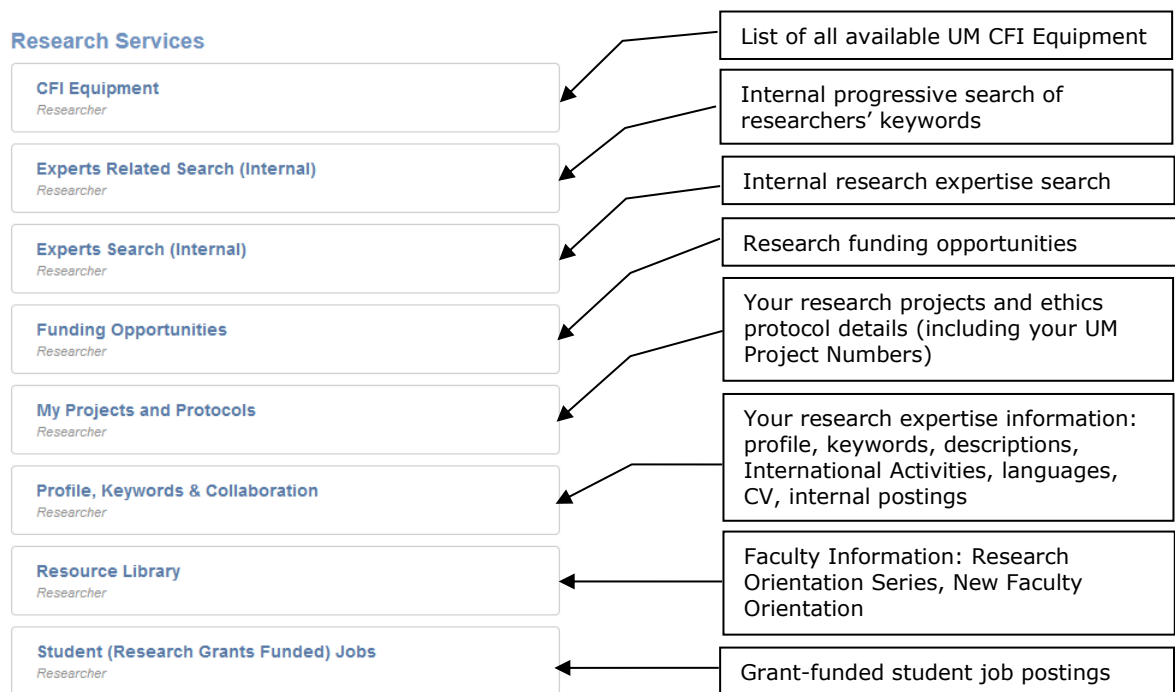 Research Services
CFI Equipment
Researcher
Experts Related Search (Internal)
Researcher
Experts Search (Internal)
Researcher
Funding Opportunities
Researcher
My Projects and Protocols
Researcher
Profile, Keywords & Collaboration
Researcher
Resource Library
Researcher
Student (Research Grants Funded) Jobs
Researcher
List of all available UM CFI Equipment
Internal progressive search of
researchers’ keywords
Internal research expertise search
Research funding opportunities
Your research projects and ethics
protocol details (including your UM
Project Numbers)
Your research expertise information:
profile, keywords, descriptions,
International Activities, languages,
CV, internal postings
Faculty Information: Research
Orientation Series, New Faculty
Orientation
Grant-funded student job postings